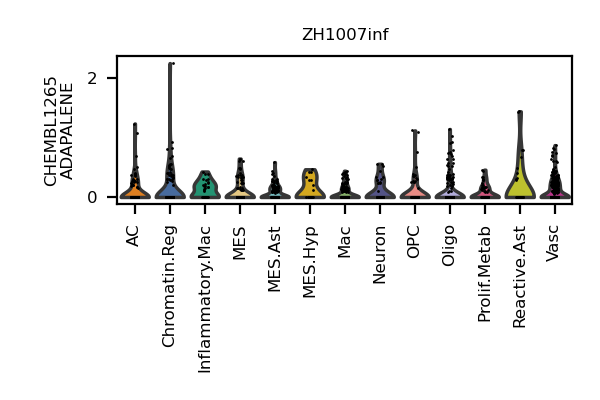 ZH1007inf
CHEMBL1265
ADAPALENE
2
0
AC
Chromatin.Reg
Inflammatory.Mac
MES
MES.Ast
MES.Hyp
Mac
Neuron
OPC
Oligo
Prolif.Metab
Reactive.Ast
Vasc